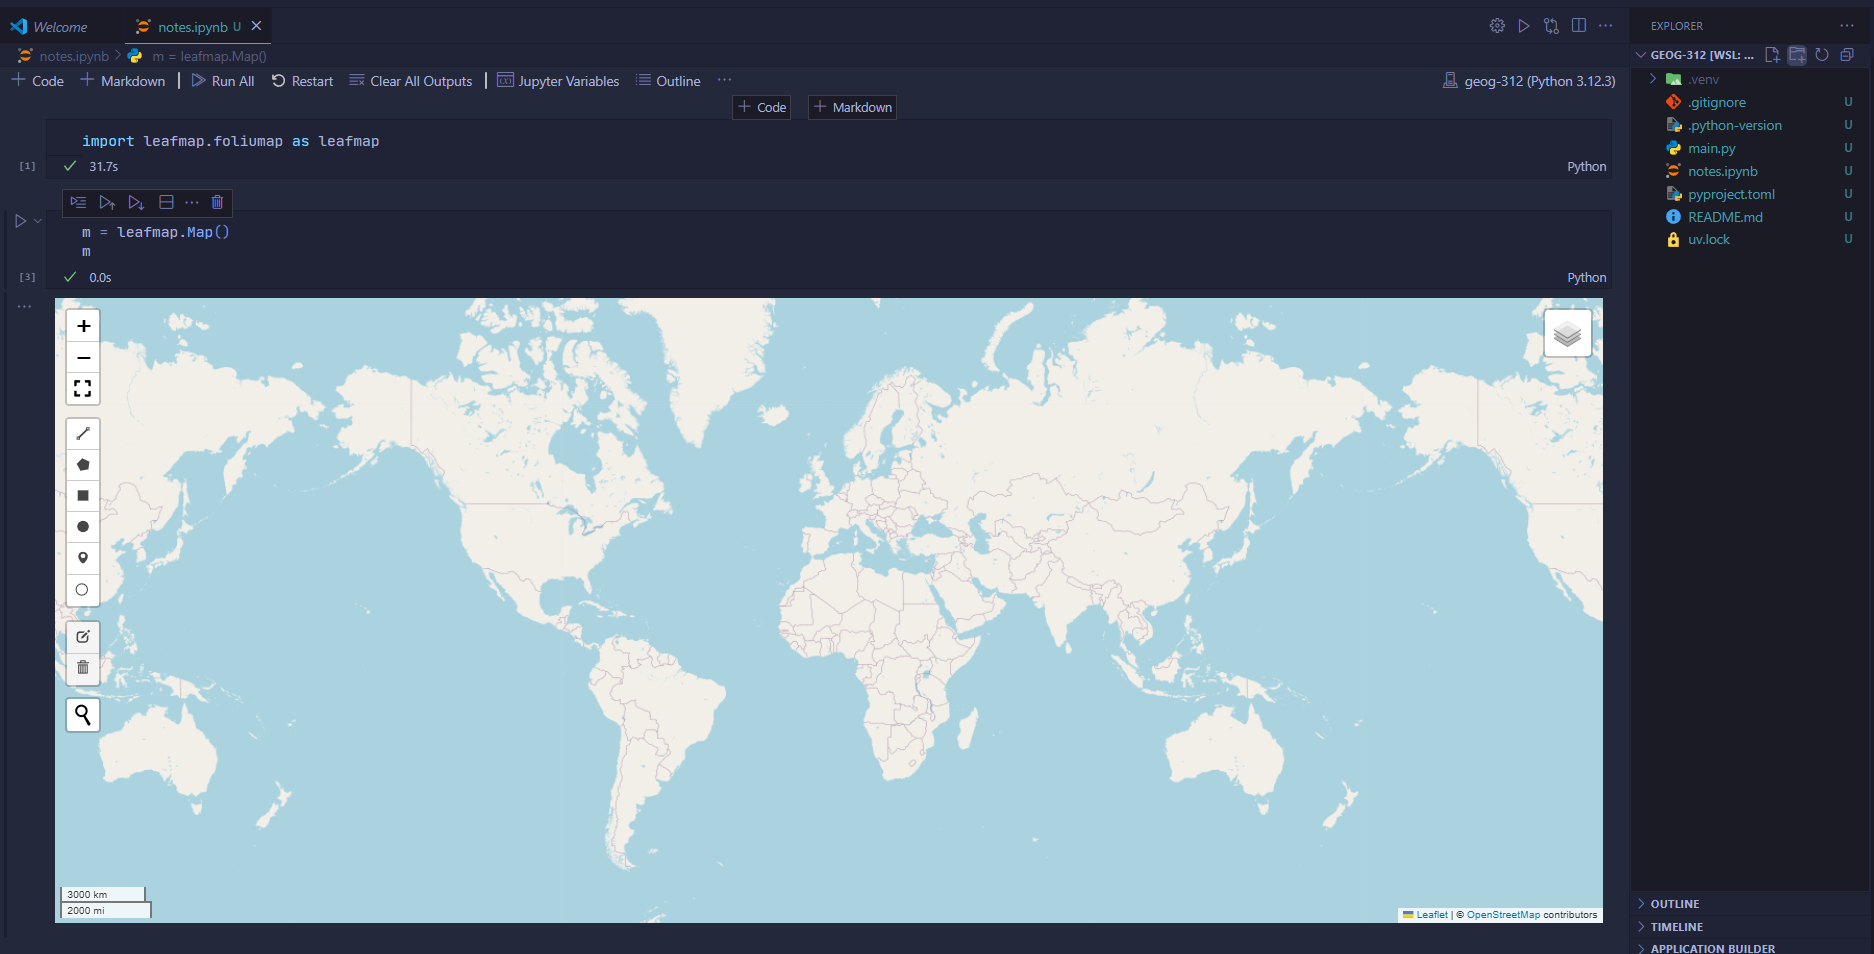 Welcome
notes.ipynb U
notes.ipynb > m = leafmap.Map()
Code Markdown Run All Restart Clear All Outputs Jupyter Variables Outline ... geog-312 (Python 3.12.3)
Code Markdown
import leafmap.foliumap as leafmap
[1] 31.7s Python
m = leafmap.Map()
m
[3] 0.0s Python
+
−
3000 km
2000 mi
Leaflet | © OpenStreetMap contributors
EXPLORER
GEOG-312 [WSL: ...
.venv
.gitignore U
.python-version U
main.py U
notes.ipynb U
pyproject.toml U
README.md U
uv.lock U
OUTLINE
TIMELINE
APPLICATION BUILDER